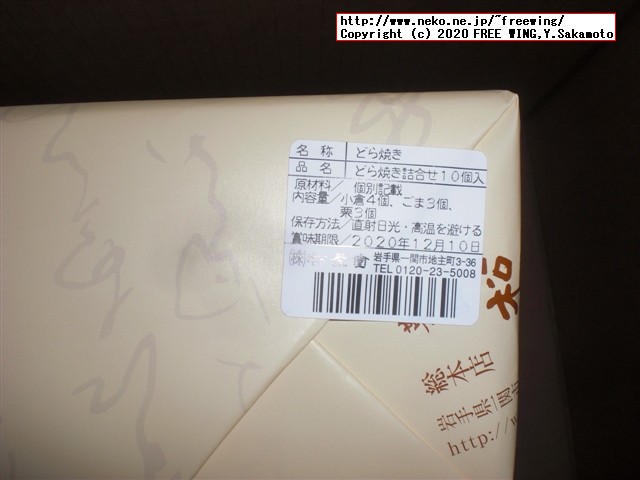 http://www.neko.ne.jp/~freewing/
Copyright (c) 2020 FREE WING,Y.Sakamoto
名 称 どら焼き
品 名 どら焼き詰合せ10個入
原材料/ 個別記載
内容量/小倉4個、ごま3個、
栗3個
保存方法/直射日光・高温を避ける
賞味期限/2020年12月10日
岩手県一関市地主町3-36
TEL 0120-23-5008
総本店
岩手県一関市
http://